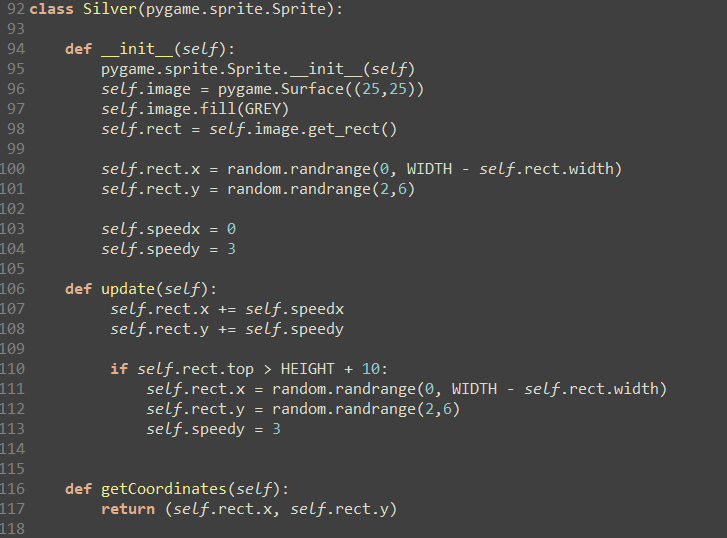 92 class Silver(pygame.sprite.Sprite):
93
94     def __init__(self):
95         pygame.sprite.Sprite.__init__(self)
96         self.image = pygame.Surface((25,25))
97         self.image.fill(GREY)
98         self.rect = self.image.get_rect()
99
100         self.rect.x = random.randrange(0, WIDTH - self.rect.width)
101         self.rect.y = random.randrange(2,6)
102
103         self.speedx = 0
104         self.speedy = 3
105
106     def update(self):
107          self.rect.x += self.speedx
108          self.rect.y += self.speedy
109
110          if self.rect.top > HEIGHT + 10:
111              self.rect.x = random.randrange(0, WIDTH - self.rect.width)
112              self.rect.y = random.randrange(2,6)
113              self.speedy = 3
114
115
116     def getCoordinates(self):
117         return (self.rect.x, self.rect.y)
118